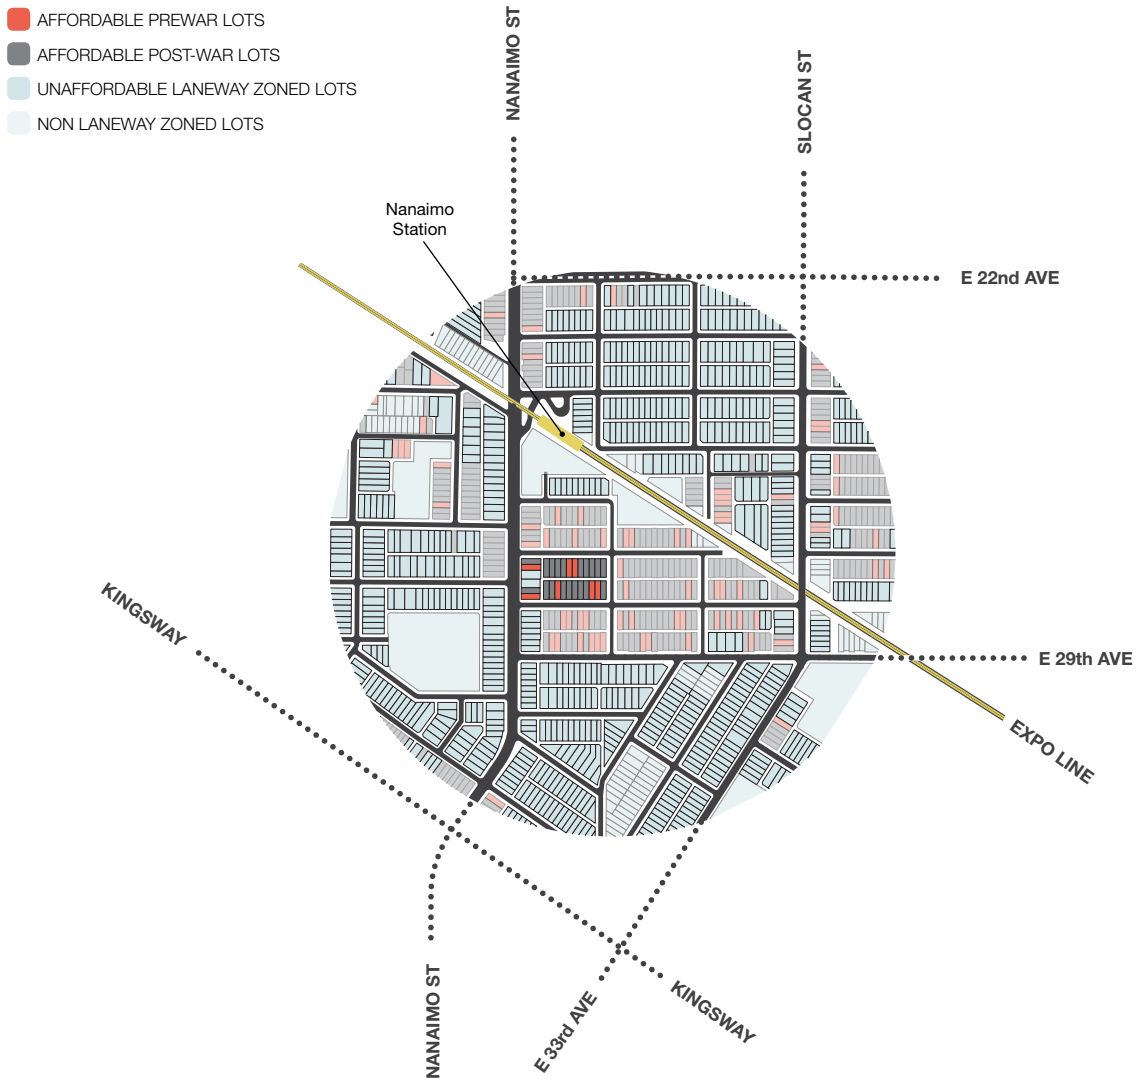 AFFORDABLE PREWAR LOTS
AFFORDABLE POST-WAR LOTS
UNAFFORDABLE LANEWAY ZONED LOTS
NON LANEWAY ZONED LOTS
NANAIMO ST
SLOCAN ST
Nanaimo
Station
E 22nd AVE
KINGSWAY
E 29th AVE
EXPO LINE
NANAIMO ST
E 33rd AVE
KINGSWAY